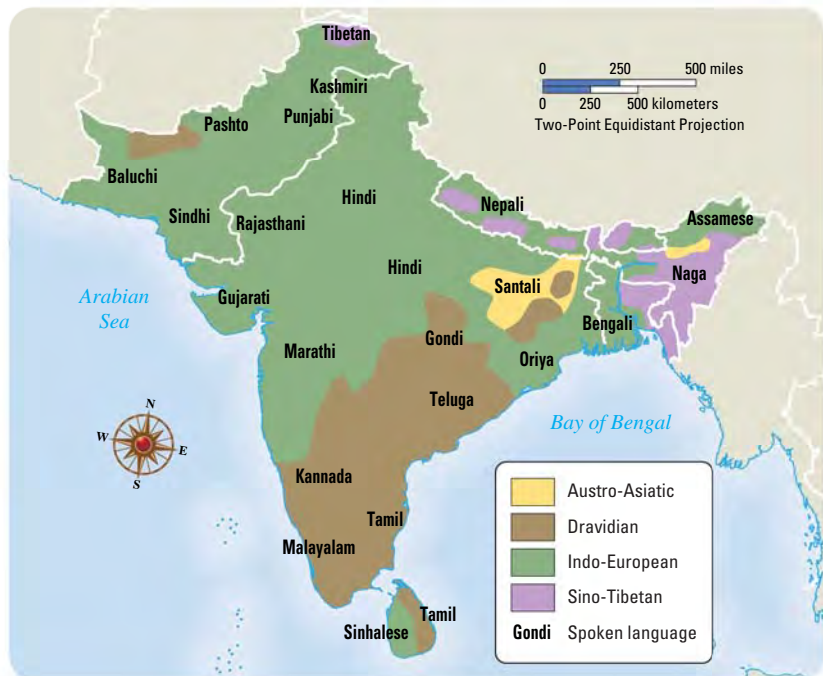 Tibetan
Kashmiri
Pashto
Punjabi
Baluchi
Sindhi
Rajasthani
Hindi
Nepali
Assamese
Naga
Hindi
Santali
Gujarati
Bengali
Marathi
Gondi
Oriya
Teluga
Kannada
Tamil
Malayalam
Sinhalese
Tamil
Arabian
Sea
Bay of Bengal
N
W
E
S
0 250 500 miles
0 250 500 kilometers
Two-Point Equidistant Projection
Austro-Asiatic
Dravidian
Indo-European
Sino-Tibetan
Gondi Spoken language